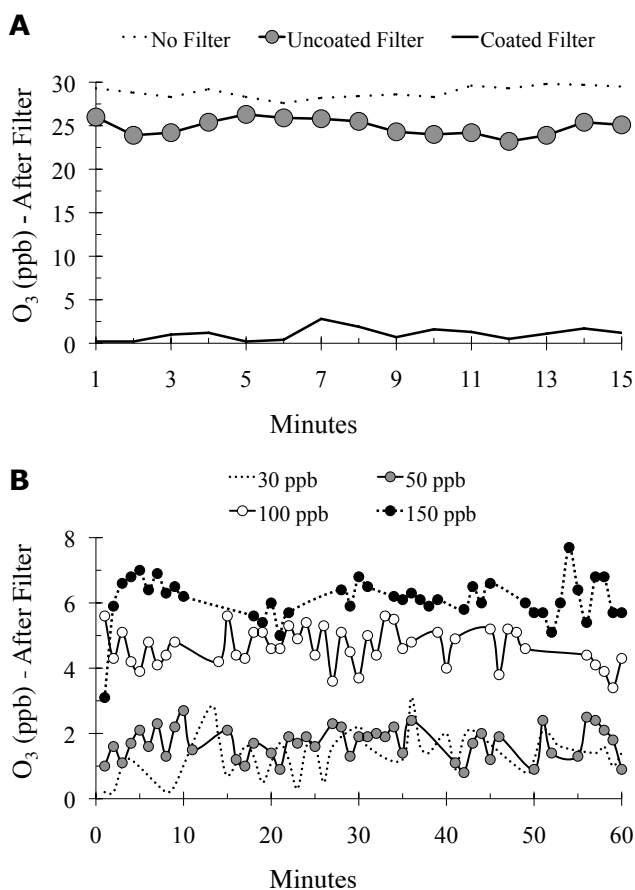 A
No Filter Uncoated Filter Coated Filter
30
25
20
15
10
5
0
1 3 5 7 9 11 13 15
O3 (ppb) - After Filter
Minutes
B
30 ppb 50 ppb
100 ppb 150 ppb
8
6
4
2
0
0 10 20 30 40 50 60
O3 (ppb) - After Filter
Minutes